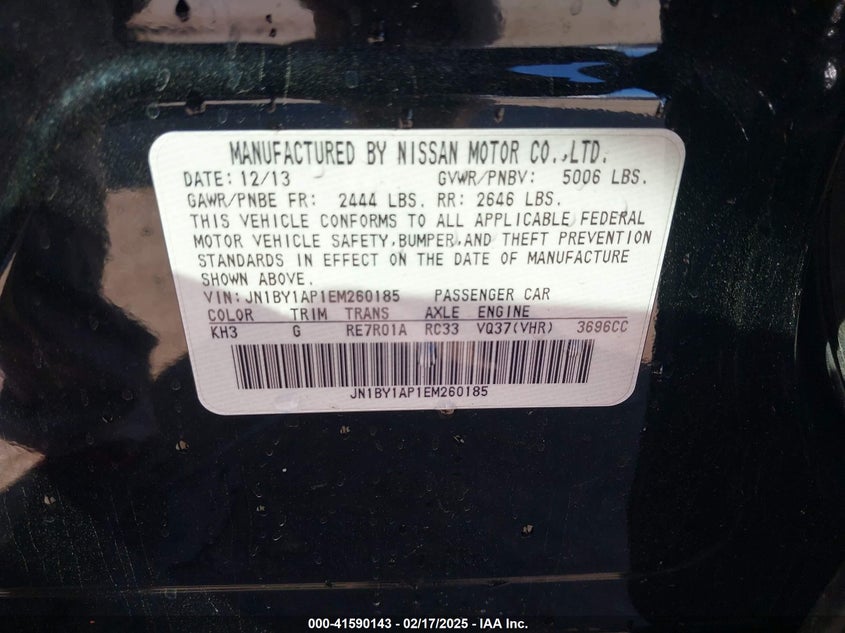 MANUFACTURED BY NISSAN MOTOR CO.,LTD.
DATE: 12/13 GVWR/PNBV: 5006 LBS.
GAWR/PNBE FR: 2444 LBS. RR: 2646 LBS.
THIS VEHICLE CONFORMS TO ALL APPLICABLE FEDERAL
MOTOR VEHICLE SAFETY,BUMPER,AND THEFT PREVENTION
STANDARDS IN EFFECT ON THE DATE OF MANUFACTURE
SHOWN ABOVE.
VIN: JN1BY1AP1EM260185 PASSENGER CAR
COLOR TRIM TRANS AXLE ENGINE
KH3 G RE7R01A RC33 VQ37(VHR) 3696CC
JN1BY1AP1EM260185
000-41590143 - 02/17/2025 - IAA Inc.